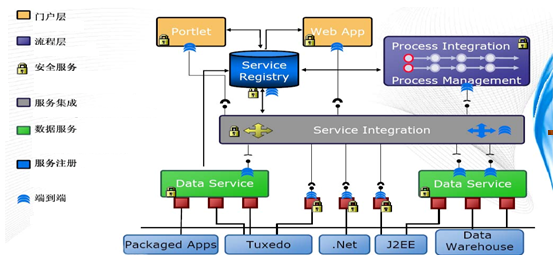 门户层
流程层
安全服务
服务集成
数据服务
服务注册
端到端
Portlet
Web App
Service
Registry
Process Integration
Process Management
Service Integration
Data Service
Data Service
Packaged Apps
Tuxedo
.Net
J2EE
Data
Warehouse